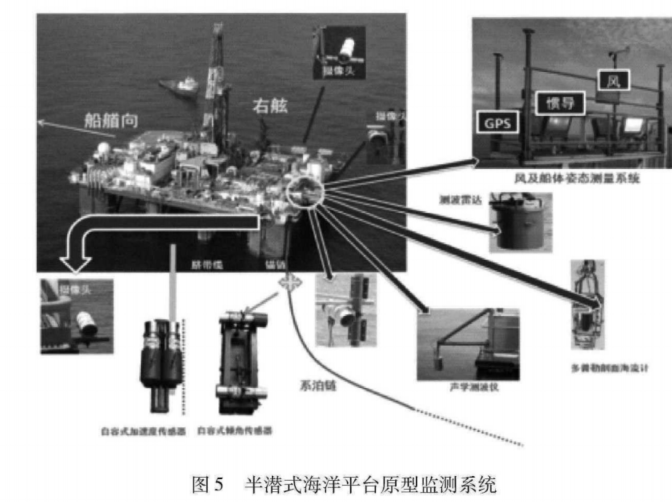 摄像头
右舷
船艏向
摄像头
风
惯导
GPS
风及船体姿态测量系统
测波雷达
脐带缆
锚链
摄像头
多普勒剖面海流计
系泊链
声学测波仪
自容式加速度传感器
自容式倾角传感器
图5 半潜式海洋平台原型监测系统